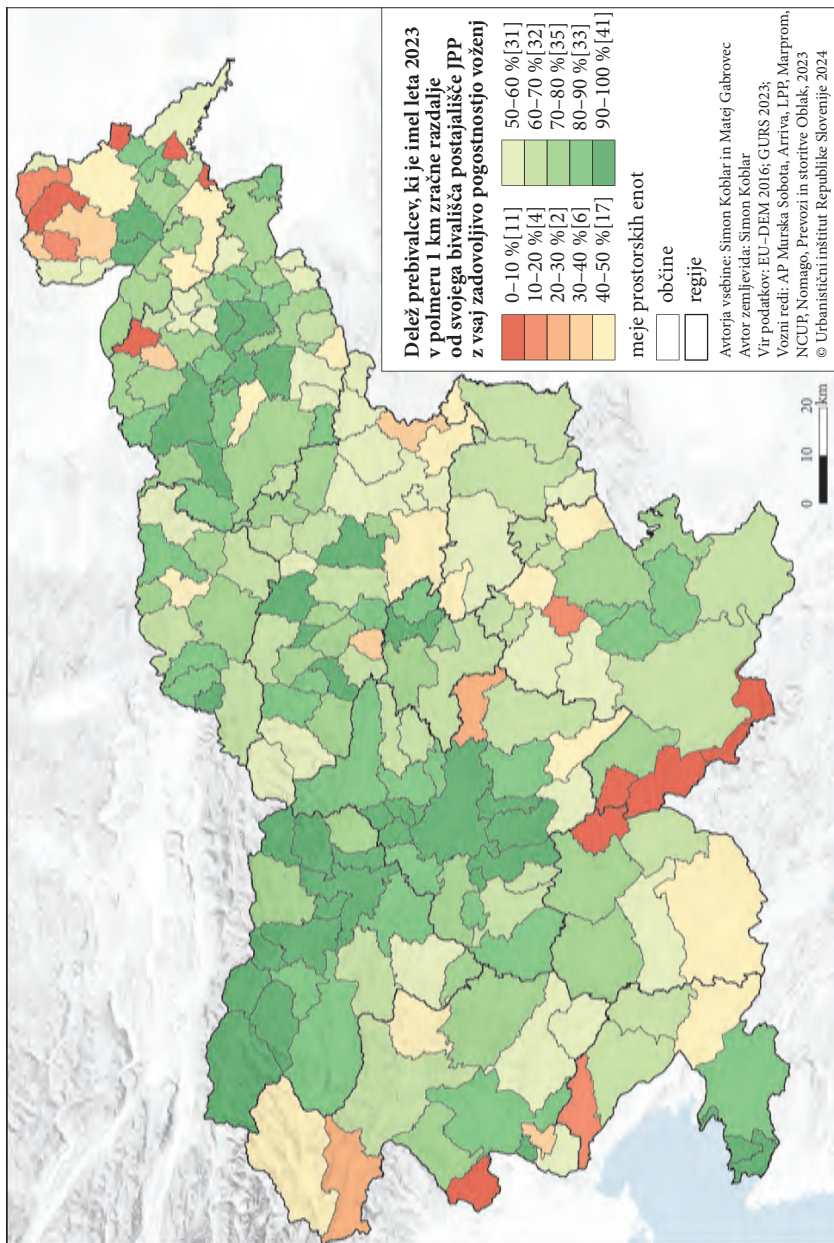 Delež prebivalcev, ki je imel leta 2023
v polmeru 1 km zračne razdalje
od svojega bivališča postajališče JPP
z vsaj zadovoljivo pogostnostjo voženj
0–10 %[11]
10–20 %[4]
20–30 %[2]
30–40 %[6]
40–50 %[17]
50–60 %[31]
60–70 %[32]
70–80 %[35]
80–90 %[33]
90–100 %[41]
meje prostorskih enot
občine
regije
Avtorja vsebine: Simon Koblar in Matej Gabrovec
Avtor zemljevida: Simon Koblar
Vir podatkov: EU–DEM 2016; GURS 2023;
Vozni redi: AP Murska Sobota, Arriva, LPP, Marprom,
NCUP, Nomago, Prevozi in storitve Oblak, 2023
© Urbanistični inštitut Republike Slovenije 2024
0 10 20
km